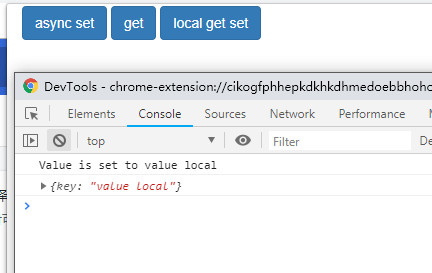 async set get local get set
DevTools - chrome-extension://cikogfphhepkdkhkdhmedoebbhoho
Elements Console Sources Network Performance
top Filter De
Value is set to value local
{key: "value local"}